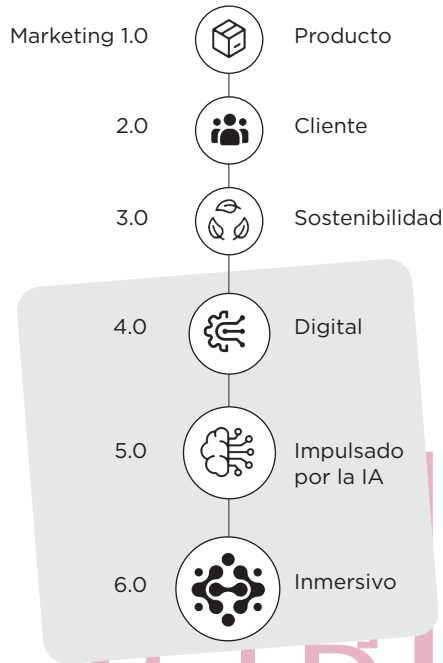 Marketing 1.0 Producto
2.0 Cliente
3.0 Sostenibilidad
4.0 Digital
5.0 Impulsado
por la IA
6.0 Inmersivo